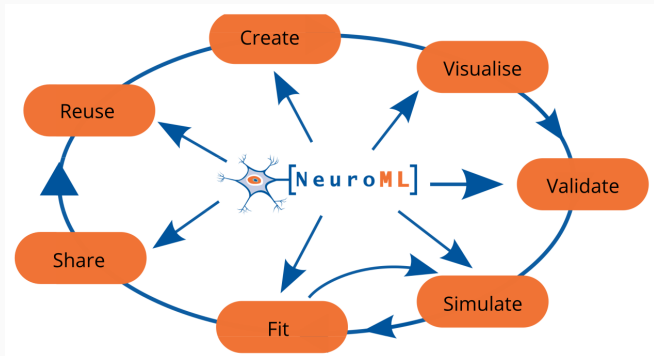 Create
Visualise
Reuse
[NeuroML]
Validate
Share
Simulate
Fit